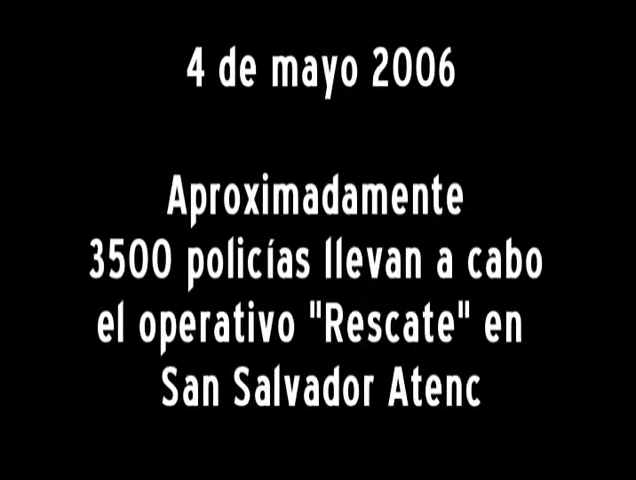 4 de mayo 2006
Aproximadamente
3500 policías llevan a cabo
el operativo "Rescate" en
San Salvador Atenc